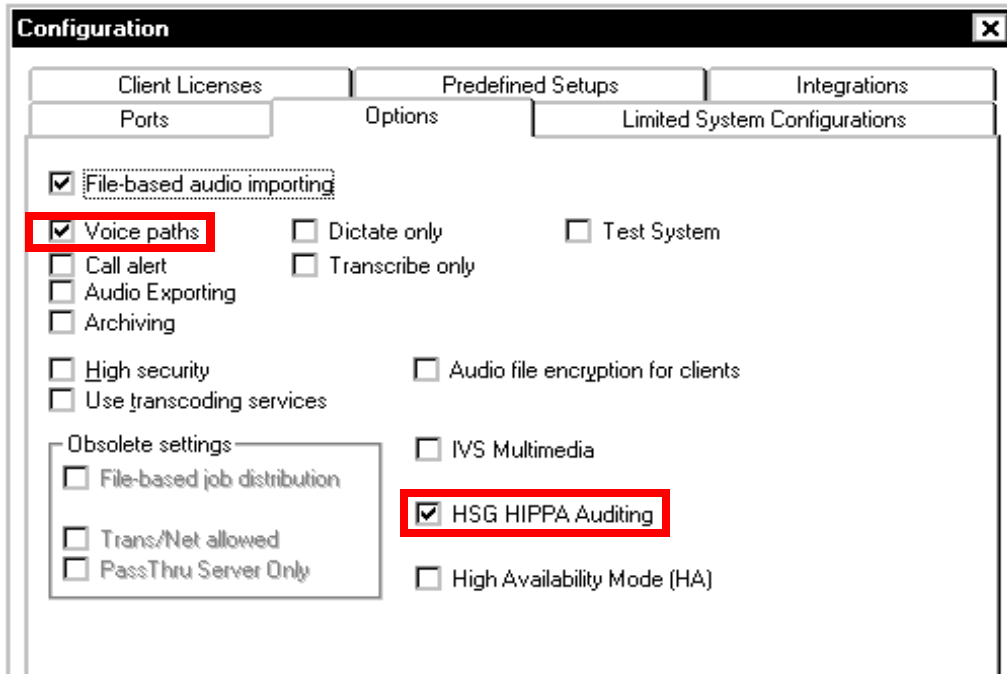 Configuration
Client Licenses Predefined Setups Integrations
Ports Options Limited System Configurations
File-based audio importing
Voice paths Dictate only Test System
Call alert Transcribe only
Audio Exporting
Archiving
High security Audio file encryption for clients
Use transcoding services
Obsolete settings
IVS Multimedia
File-based job distribution
HSG HIPPA Auditing
Trans/Net allowed
PassThru Server Only
High Availability Mode (HA)